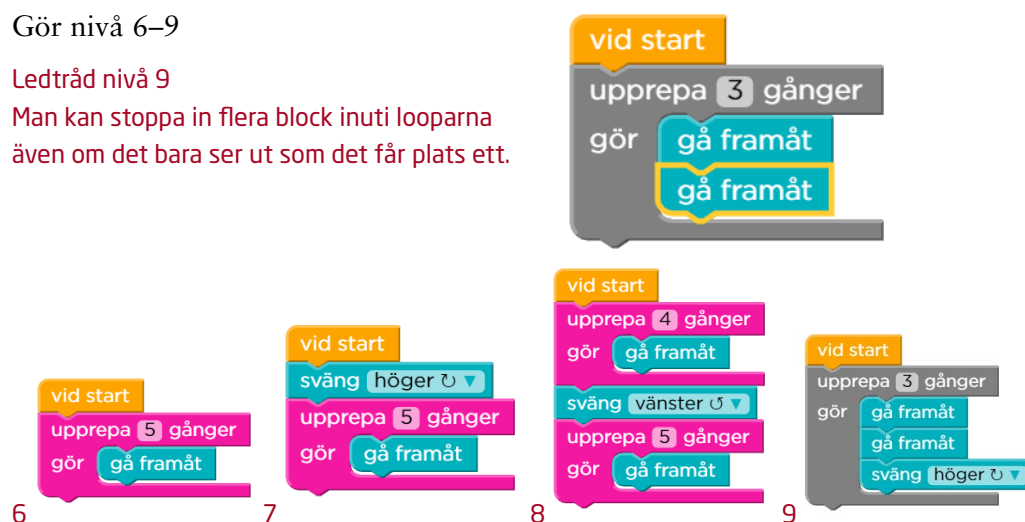 Gör nivå 6–9
Ledtråd nivå 9
Man kan stoppa in flera block inuti looparna
även om det bara ser ut som det får plats ett.
vid start
upprepa 3 gånger
gör gå framåt
gå framåt
vid start
upprepa 5 gånger
gör gå framåt
6
vid start
sväng höger ↻ ▼
upprepa 5 gånger
gör gå framåt
7
vid start
upprepa 4 gånger
gör gå framåt
sväng vänster ↺ ▼
upprepa 5 gånger
gör gå framåt
8
vid start
upprepa 3 gånger
gör gå framåt
gå framåt
sväng höger ↻ ▼
9